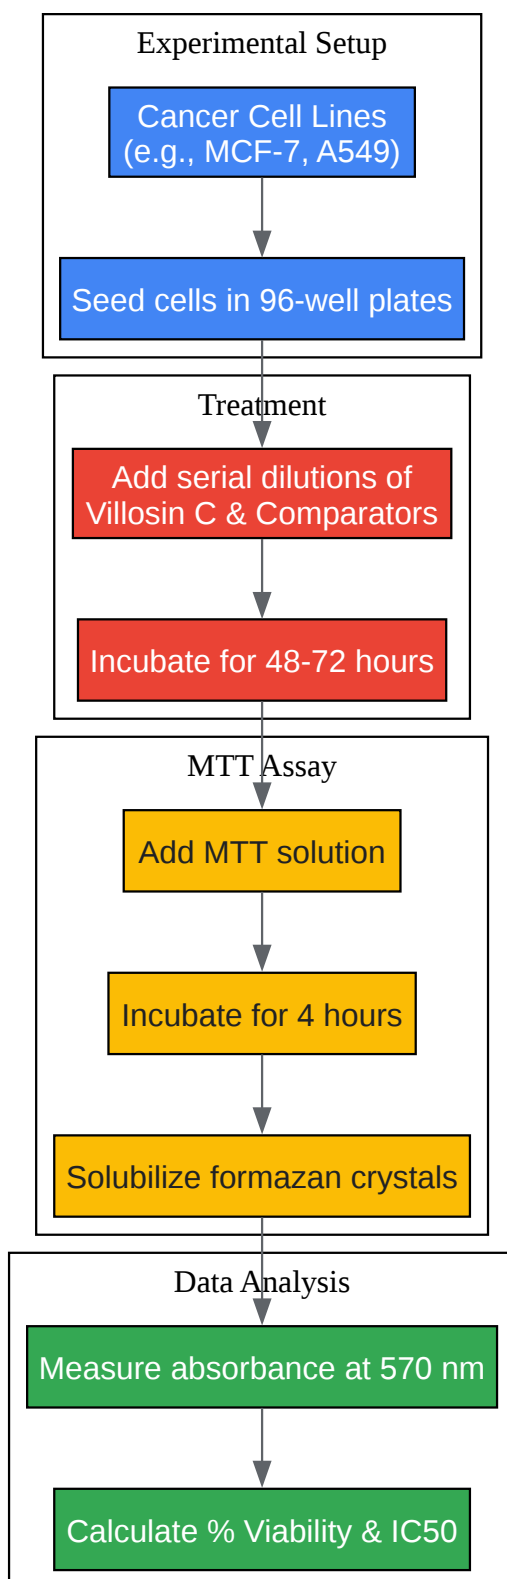 Experimental Setup
Cancer Cell Lines
(e.g., MCF-7, A549)
Seed cells in 96-well plates
Treatment
Add serial dilutions of
Villosin C & Comparators
Incubate for 48-72 hours
MTT Assay
Add MTT solution
Incubate for 4 hours
Solubilize formazan crystals
Data Analysis
Measure absorbance at 570 nm
Calculate % Viability & IC50